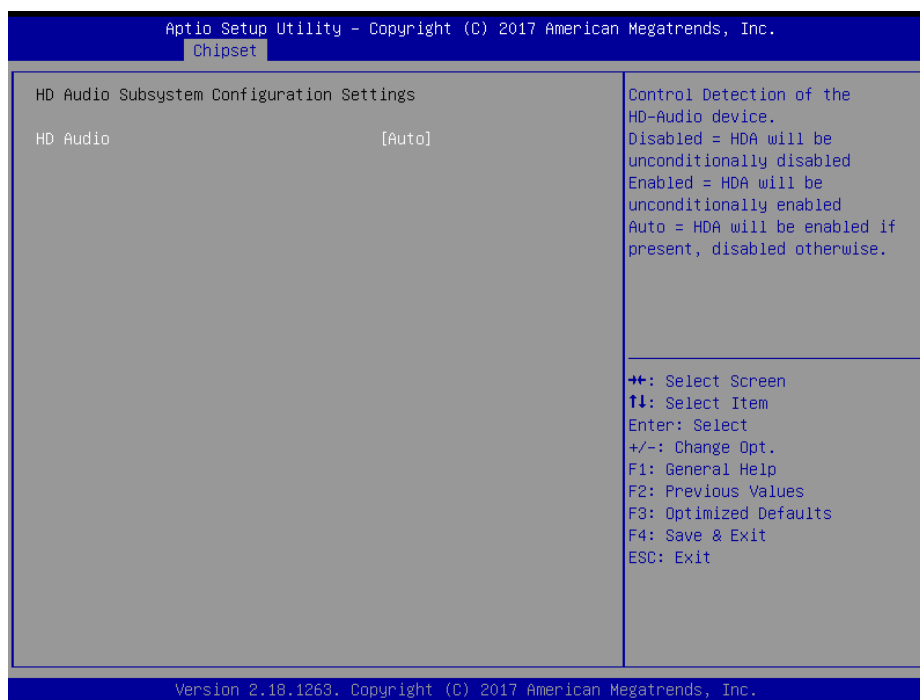 Aptio Setup Utility – Copyright (C) 2017 American Megatrends, Inc.
Chipset
HD Audio Subsystem Configuration Settings
HD Audio [Auto]
Control Detection of the
HD-Audio device.
Disabled = HDA will be
unconditionally disabled
Enabled = HDA will be
unconditionally enabled
Auto = HDA will be enabled if
present, disabled otherwise.
→←: Select Screen
↑↓: Select Item
Enter: Select
+/-: Change Opt.
F1: General Help
F2: Previous Values
F3: Optimized Defaults
F4: Save & Exit
ESC: Exit
Version 2.18.1263. Copyright (C) 2017 American Megatrends, Inc.